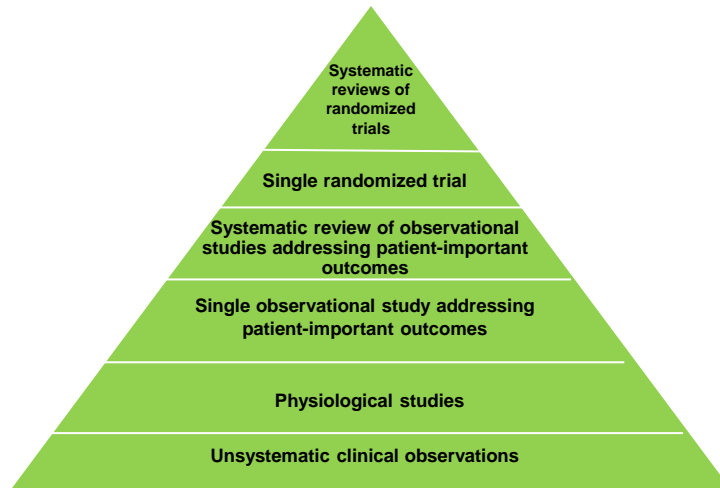 Systematic
reviews of
randomized
trials
Single randomized trial
Systematic review of observational
studies addressing patient-important
outcomes
Single observational study addressing
patient-important outcomes
Physiological studies
Unsystematic clinical observations